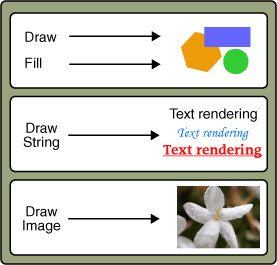 Draw
Fill
Draw
String
Text rendering
Text rendering
Text rendering
Draw
Image